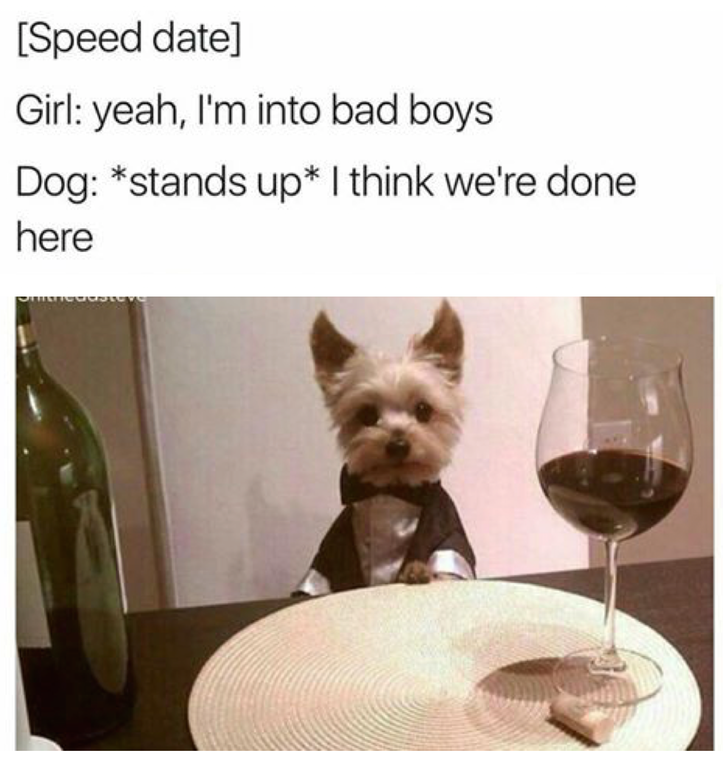 [Speed date]
Girl: yeah, I'm into bad boys
Dog: *stands up* I think we're done
here